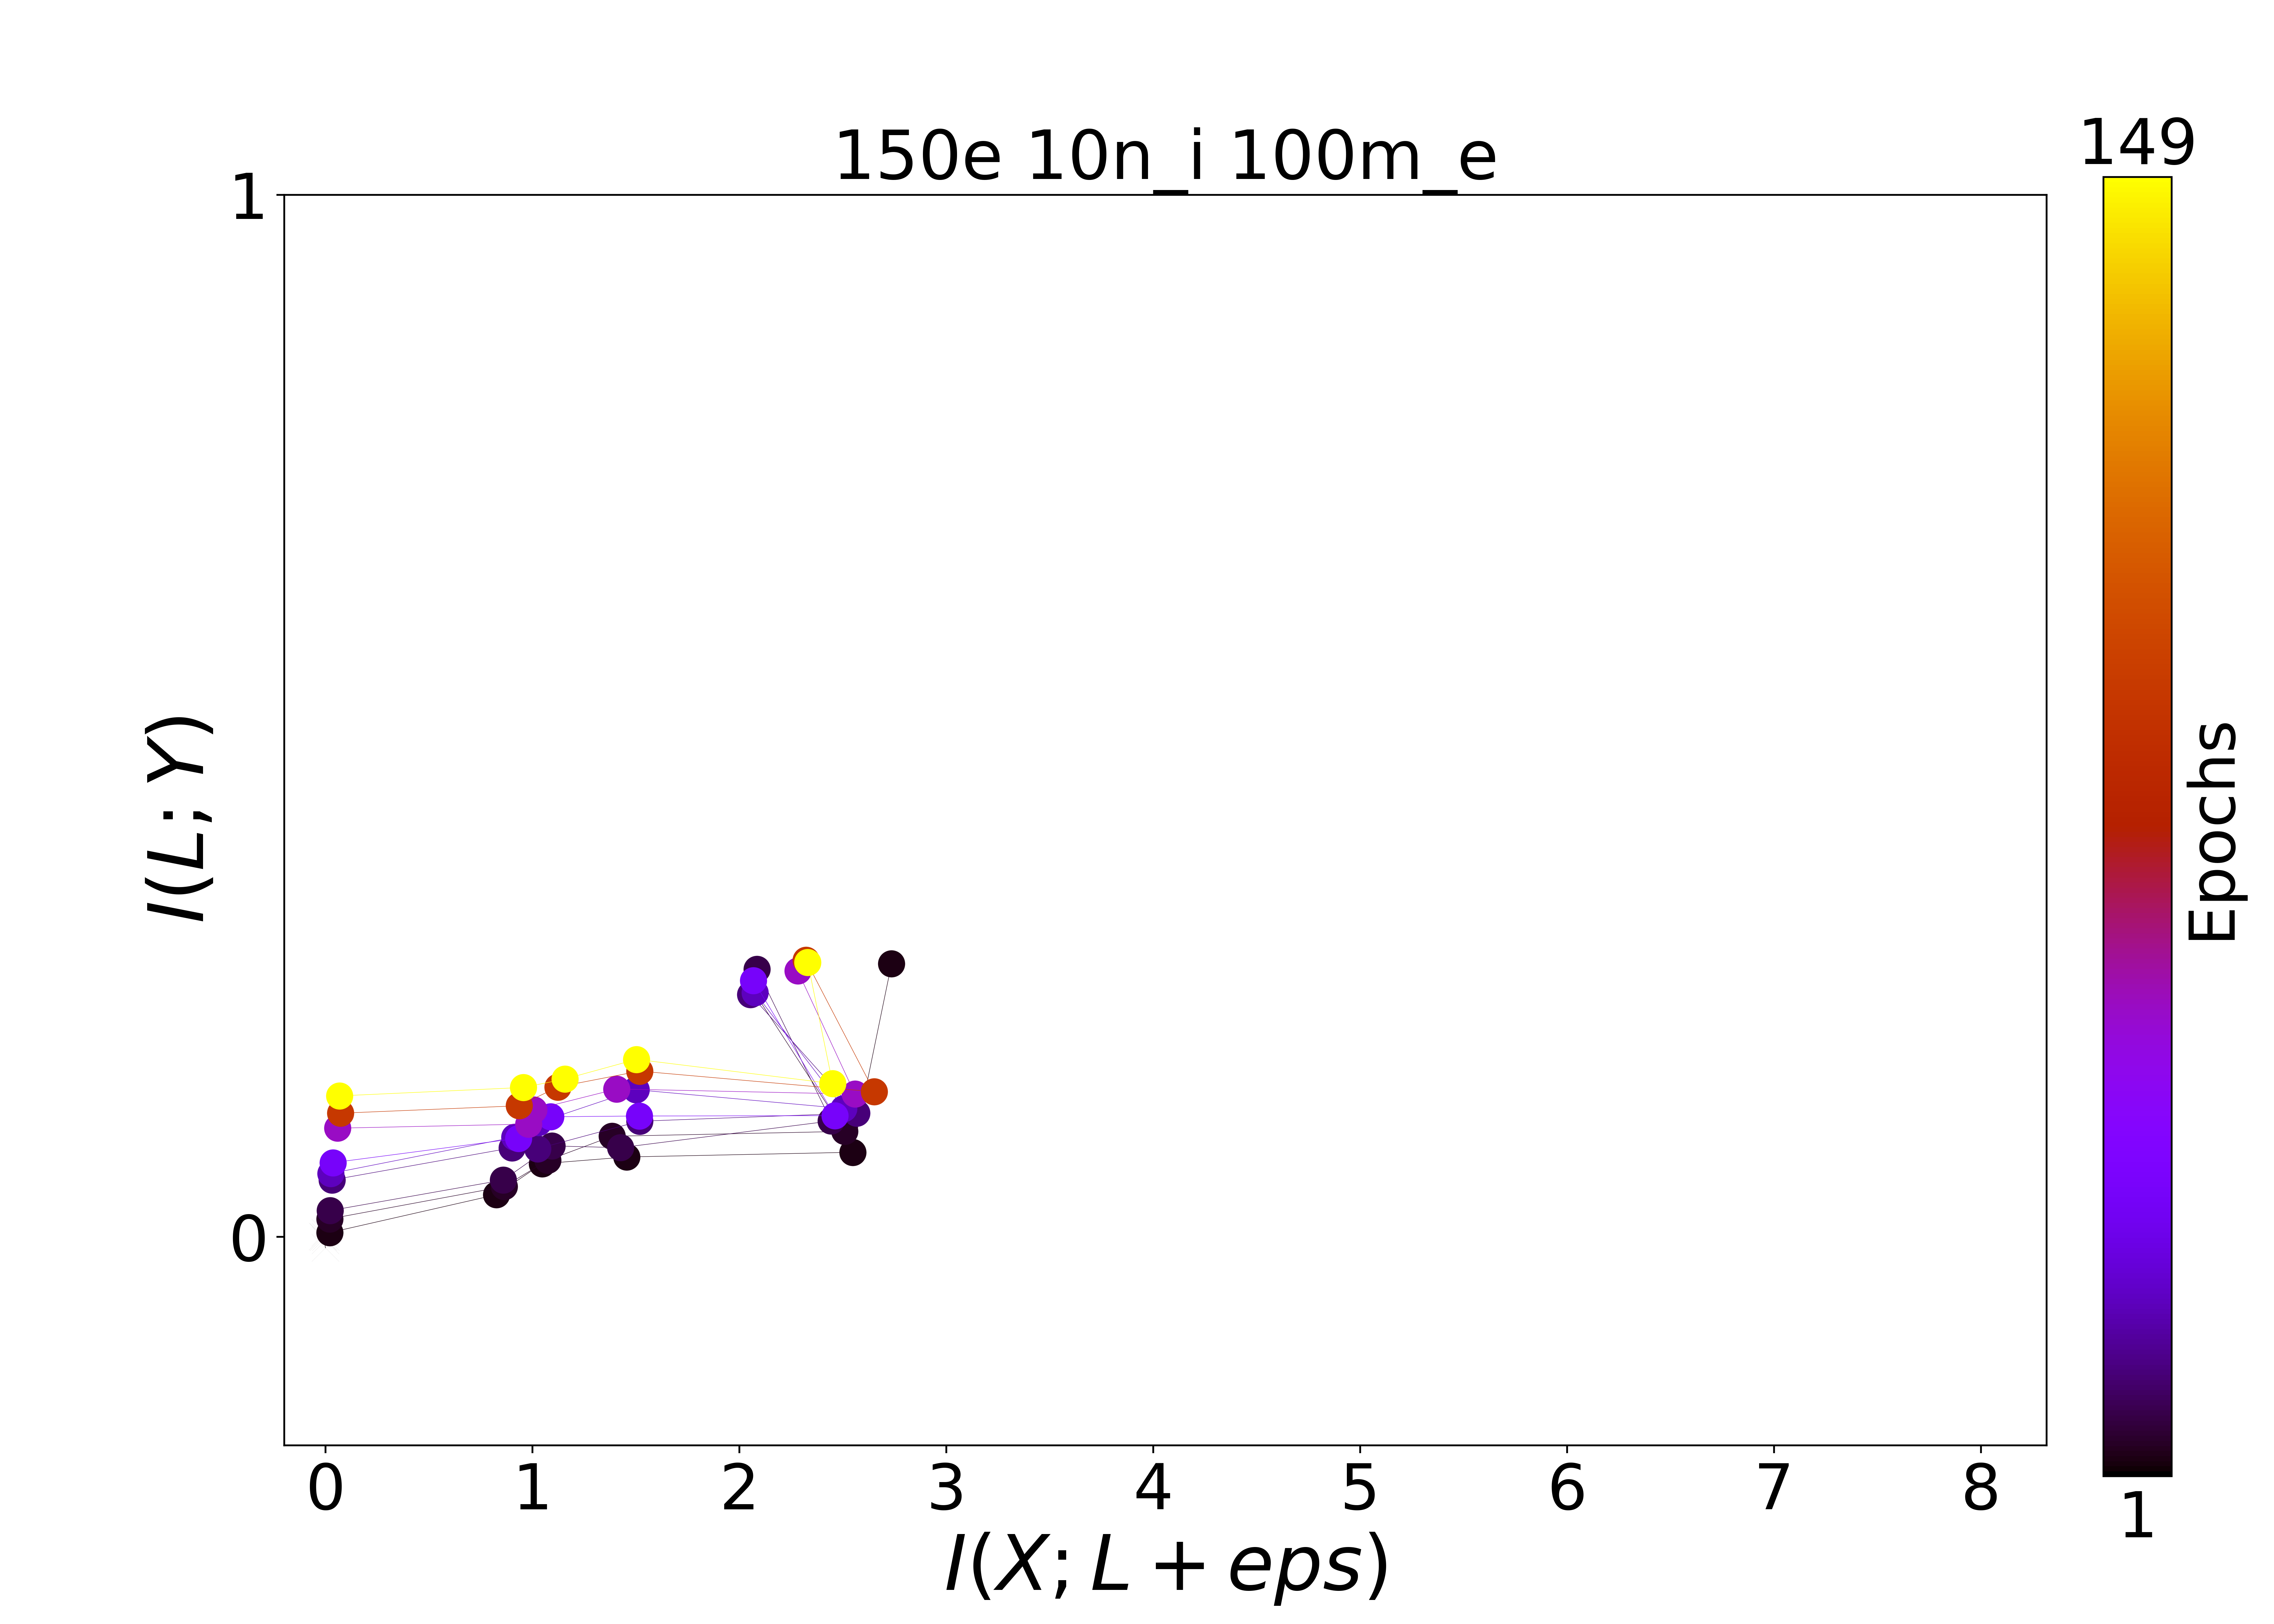 150e 10n_i 100m_e
149
1
I(L; Y)
0
Epochs
0 1 2 3 4 5 6 7 8
1
I(X; L + eps)